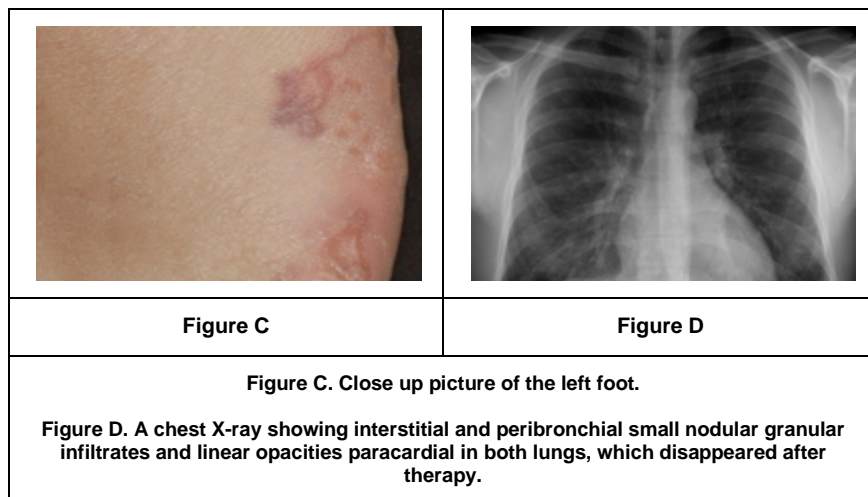 Figure C
Figure D
Figure C. Close up picture of the left foot.
Figure D. A chest X-ray showing interstitial and peribronchial small nodular granular
infiltrates and linear opacities paracardial in both lungs, which disappeared after
therapy.